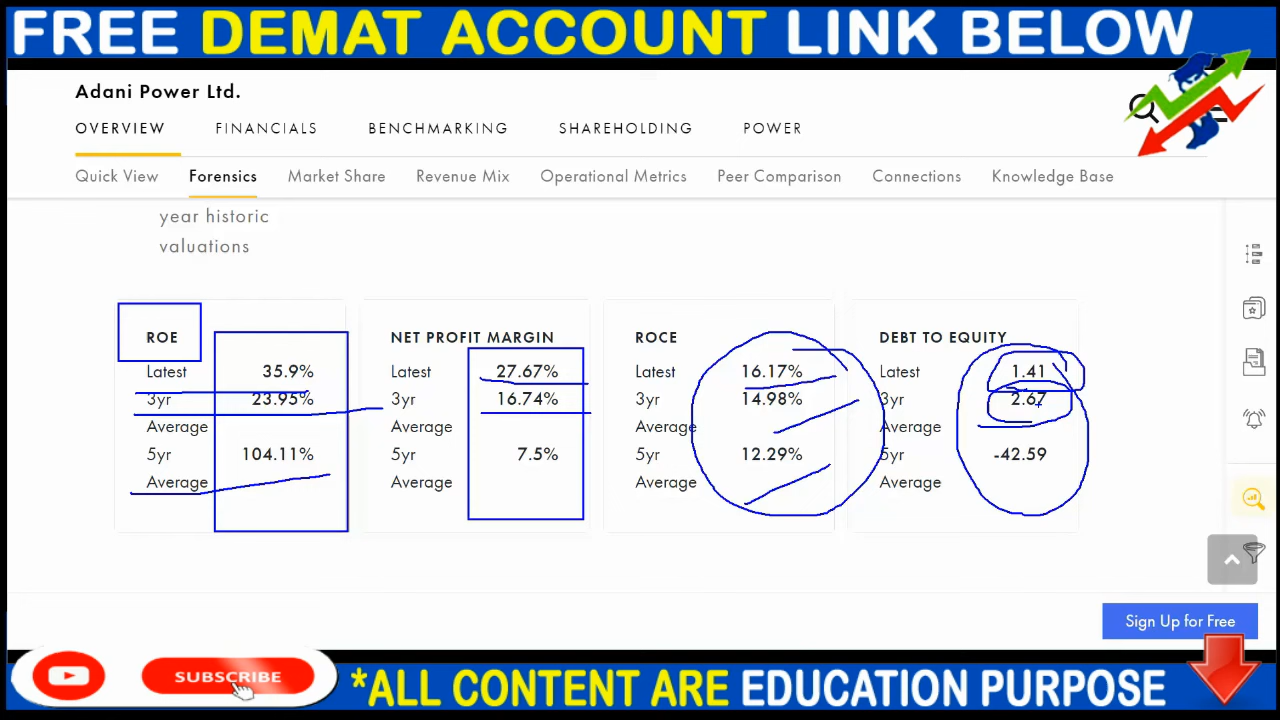 FREE DEMAT ACCOUNT LINK BELOW
Adani Power Ltd.
OVERVIEW FINANCIALS BENCHMARKING SHAREHOLDING POWER
Quick View Forensics Market Share Revenue Mix Operational Metrics Peer Comparison Connections Knowledge Base
year historic
valuations
ROE NET PROFIT MARGIN ROCE DEBT TO EQUITY
Latest 35.9% Latest 27.67% Latest 16.17% Latest 1.41
3yr 23.95% 3yr 16.74% 3yr 14.98% 3yr 2.67
Average Average Average Average
5yr 104.11% 5yr 7.5% 5yr 12.29% 5yr -42.59
Average Average Average Average
Sign Up for Free
SUBSCRIBE
*ALL CONTENT ARE EDUCATION PURPOSE